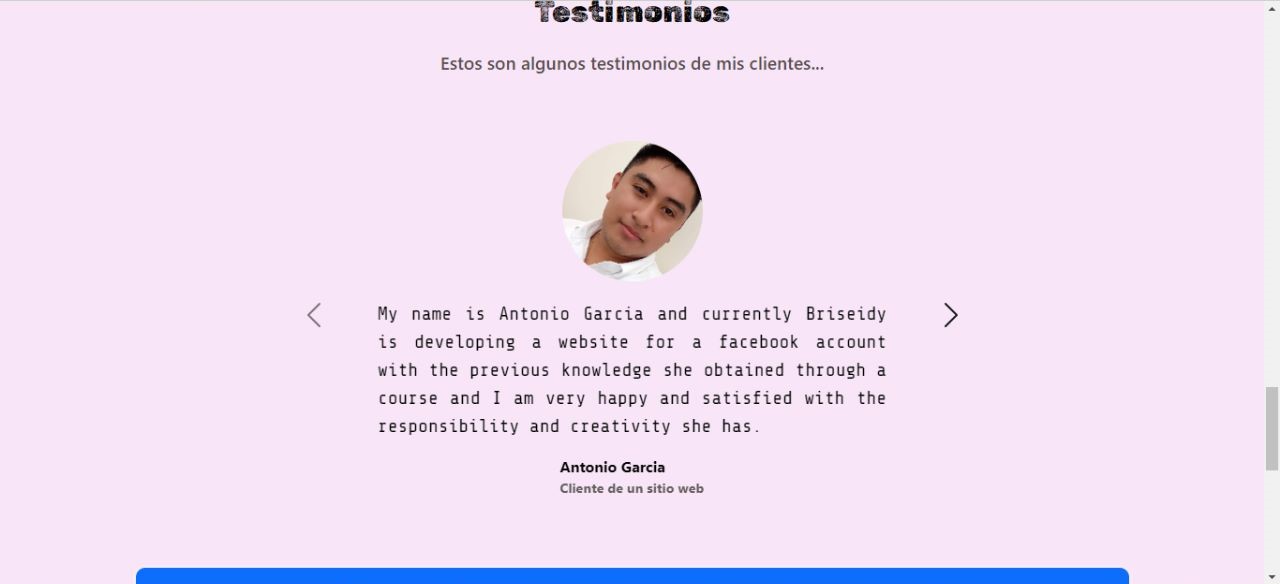 Testimonios
Estos son algunos testimonios de mis clientes...
My name is Antonio Garcia and currently Briseidy
is developing a website for a facebook account
with the previous knowledge she obtained through a
course and I am very happy and satisfied with the
responsibility and creativity she has.
Antonio Garcia
Cliente de un sitio web